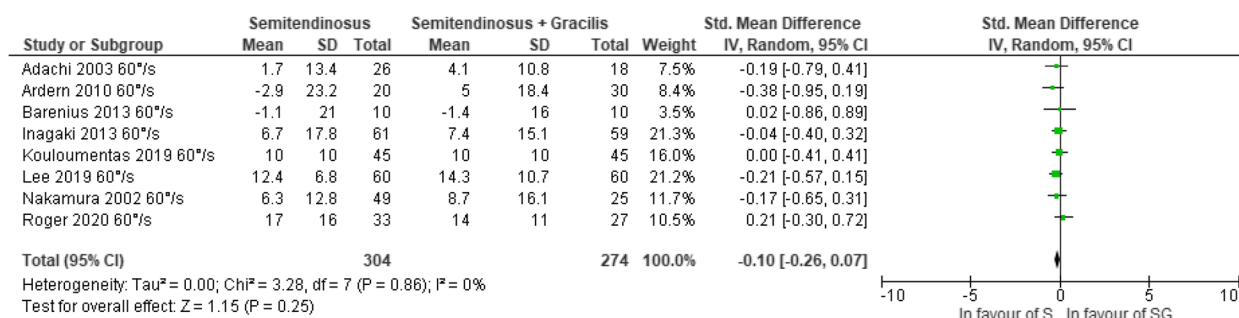 Semitendinosus Semitendinosus + Gracilis Std. Mean Difference Std. Mean Difference
Study or Subgroup Mean SD Total Mean SD Total Weight IV, Random, 95% CI IV, Random, 95% CI
Adachi 2003 60°/s 1.7 13.4 26 4.1 10.8 18 7.5% -0.19 [-0.79, 0.41]
Ardern 2010 60°/s -2.9 23.2 20 5 18.4 30 8.4% -0.38 [-0.95, 0.19]
Barenius 2013 60°/s -1.1 21 10 -1.4 16 10 3.5% 0.02 [-0.86, 0.89]
Inagaki 2013 60°/s 6.7 17.8 61 7.4 15.1 59 21.3% -0.04 [-0.40, 0.32]
Kouloumentas 2019 60°/s 10 10 45 10 10 45 16.0% 0.00 [-0.41, 0.41]
Lee 2019 60°/s 12.4 6.8 60 14.3 10.7 60 21.2% -0.21 [-0.57, 0.15]
Nakamura 2002 60°/s 6.3 12.8 49 8.7 16.1 25 11.7% -0.17 [-0.65, 0.31]
Roger 2020 60°/s 17 16 33 14 11 27 10.5% 0.21 [-0.30, 0.72]
Total (95% CI) 304 274 100.0% -0.10 [-0.26, 0.07]
Heterogeneity: Tau² = 0.00; Chi² = 3.28, df = 7 (P = 0.86); I² = 0%
Test for overall effect: Z = 1.15 (P = 0.25)
-10 -5 0 5 10
In favour of S In favour of SG